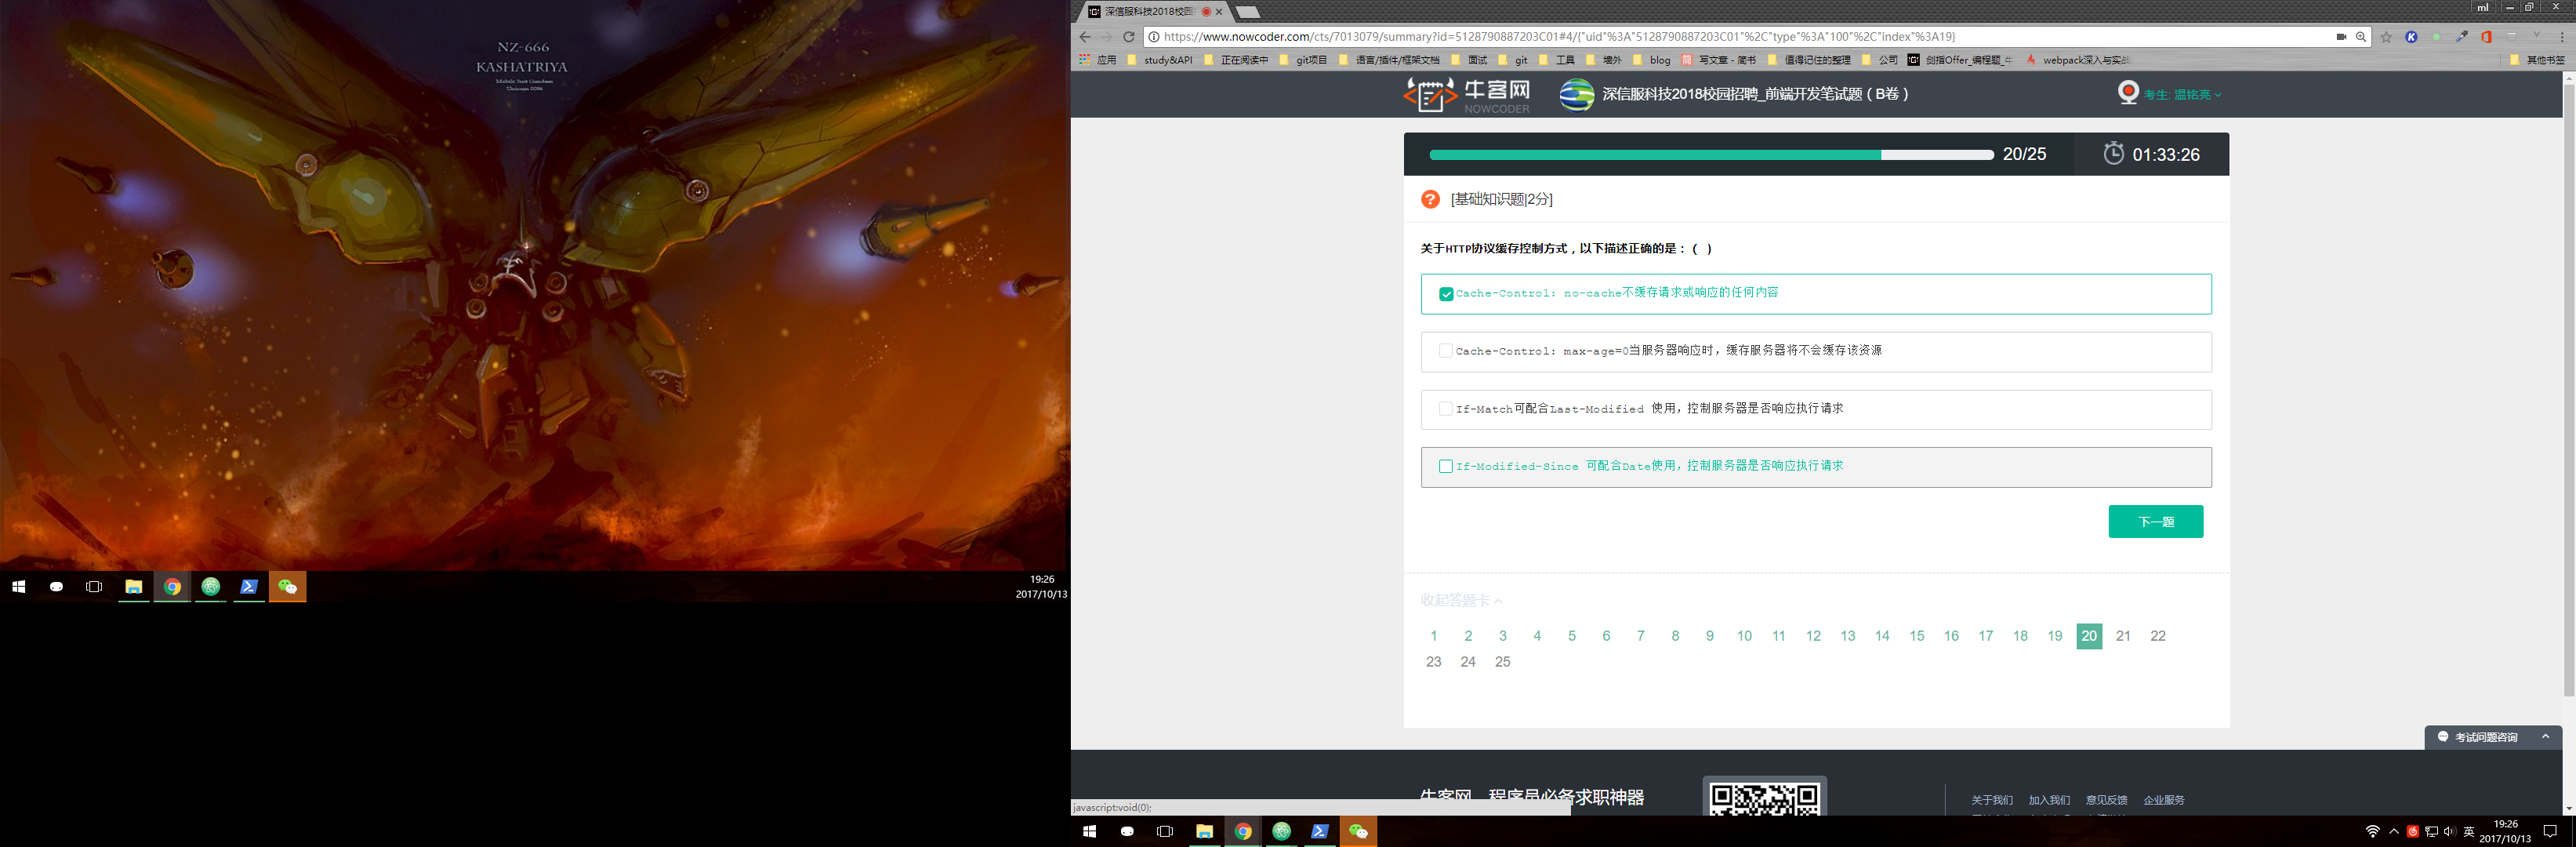 NZ-666
KASHATRIYA
Mobile Suit Gundam
Unicorn 0096
19:26
2017/10/13
深信服科技2018校园
ml
https://www.nowcoder.com/cts/7013079/summary?id=5128790887203C01#4/{"uid"%3A"5128790887203C01"%2C"type"%3A"100"%2C"index"%3A19}
应用 study&API 正在阅读中 git项目 语言/插件/框架文档 面试 git 工具 墙外 blog 写文章 - 简书 值得记住的整理 公司 剑指Offer_编程题_牛 webpack深入与实战 其他书签
牛客网
NOWCODER
深信服科技2018校园招聘_前端开发笔试题（B卷）
考生: 温铭亮
20/25
01:33:26
[基础知识题|2分]
关于HTTP协议缓存控制方式，以下描述正确的是：（ ）
Cache-Control: no-cache不缓存请求或响应的任何内容
Cache-Control: max-age=0当服务器响应时，缓存服务器将不会缓存该资源
If-Match可配合Last-Modified 使用，控制服务器是否响应执行请求
If-Modified-Since 可配合Date使用，控制服务器是否响应执行请求
下一题
收起答题卡
1 2 3 4 5 6 7 8 9 10 11 12 13 14 15 16 17 18 19 20 21 22
23 24 25
考试问题咨询
牛客网，程序员必备求职神器
关于我们 加入我们 意见反馈 企业服务
javascript:void(0);
英
19:26
2017/10/13